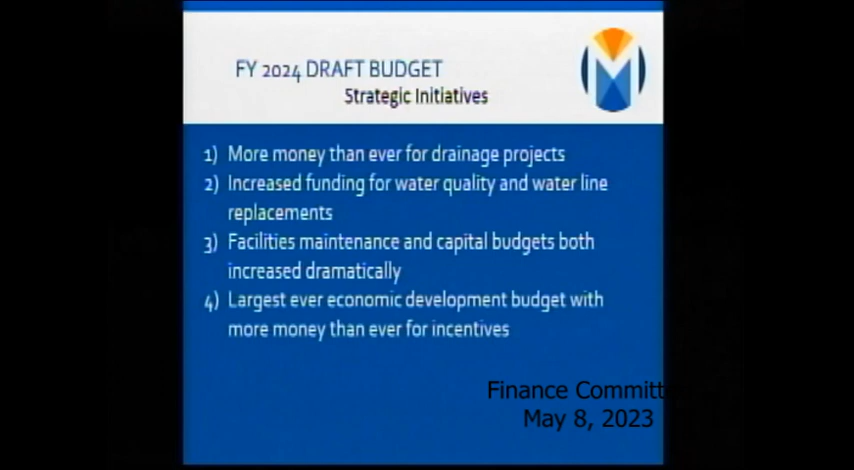 FY 2024 DRAFT BUDGET
Strategic Initiatives
1) More money than ever for drainage projects
2) Increased funding for water quality and water line
replacements
3) Facilities maintenance and capital budgets both
increased dramatically
4) Largest ever economic development budget with
more money than ever for incentives
Finance
May 8, 2023